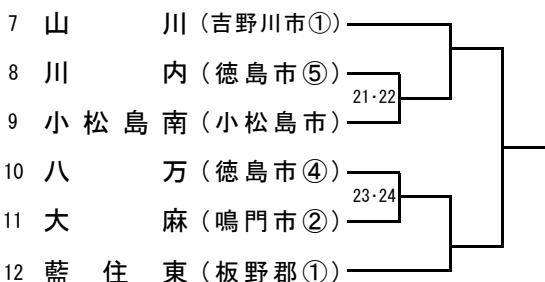 7 山川 (吉野川市①)
8 川内 (徳島市⑤)
21・22
9 小松島南 (小松島市)
10 八万 (徳島市④)
23・24
11 大麻 (鳴門市②)
12 藍住東 (板野郡①)